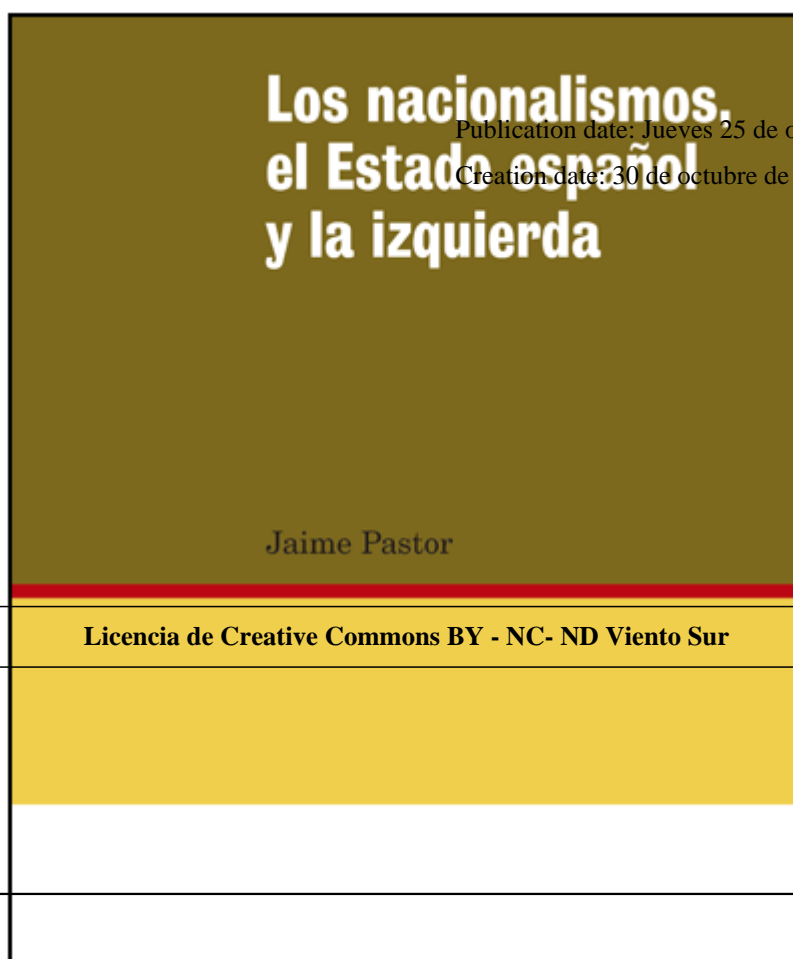 Los nacionalismos,
Publication date: Jueves 25 de
el Estado español
Creation date: 30 de octubre de
y la izquierda
Jaime Pastor
Licencia de Creative Commons BY - NC- ND Viento Sur